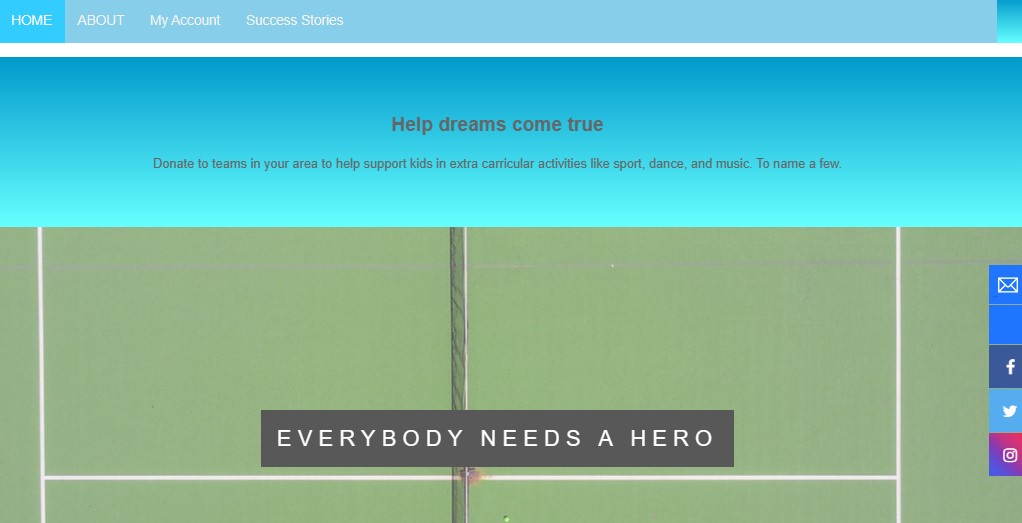 HOME ABOUT My Account Success Stories
Help dreams come true
Donate to teams in your area to help support kids in extra carricular activities like sport, dance, and music. To name a few.
EVERYBODY NEEDS A HERO